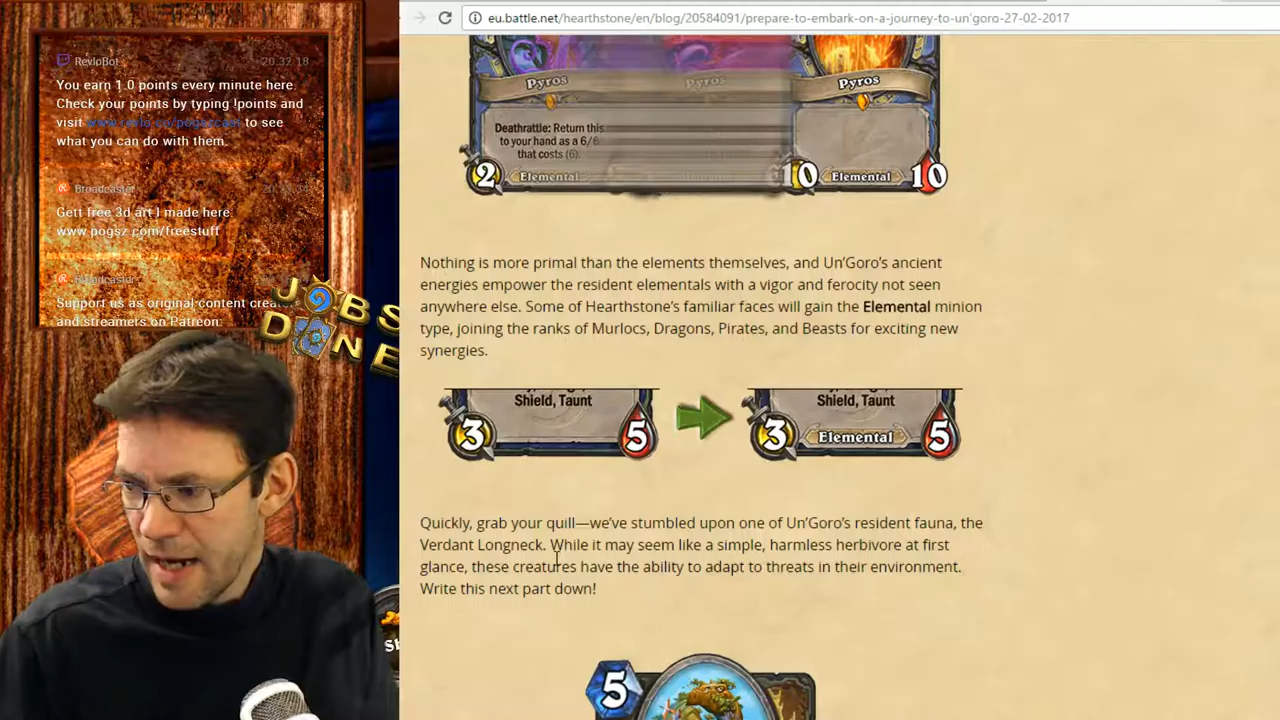 eu.battle.net/hearthstone/en/blog/20584091/prepare-to-embark-on-a-journey-to-un'goro-27-02-2017
RevloBot 20:32:18
You earn 1.0 points every minute here.
Check your points by typing !points and
visit to see
what you can do with them.
Broadcaster
Gett free 3d art I made here.
www.pogsz.com/freestuff
Broadcaster
Support us as original content creators
and streamers on Patreon:
JOBS
DONE
Pyros
Pyros
Pyros
Deathrattle: Return this
to your hand as a 6/6
that costs (6).
2 Elemental 10 Elemental 10
Nothing is more primal than the elements themselves, and Un'Goro's ancient
energies empower the resident elementals with a vigor and ferocity not seen
anywhere else. Some of Hearthstone's familiar faces will gain the Elemental minion
type, joining the ranks of Murlocs, Dragons, Pirates, and Beasts for exciting new
synergies.
Shield, Taunt
3 5
Shield, Taunt
3 Elemental 5
Quickly, grab your quill—we've stumbled upon one of Un'Goro's resident fauna, the
Verdant Longneck. While it may seem like a simple, harmless herbivore at first
glance, these creatures have the ability to adapt to threats in their environment.
Write this next part down!
5